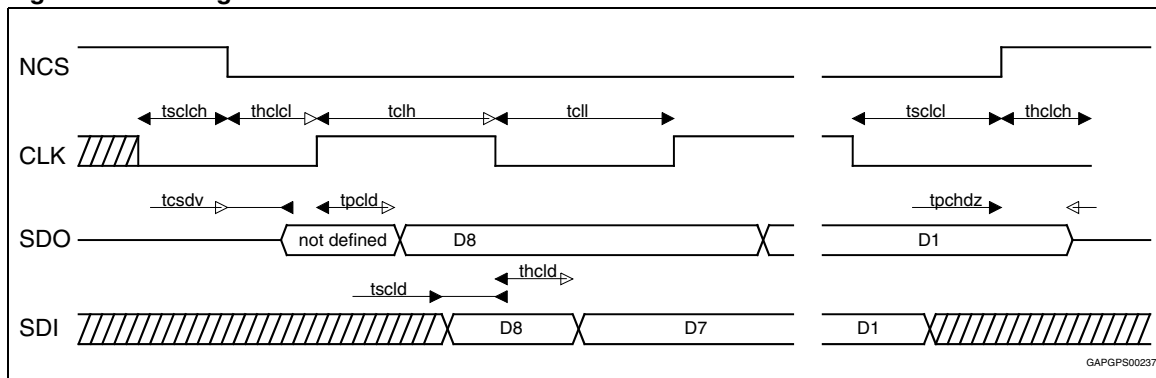 NCS
tsclch thclcl tclh tcll tsclcl thclch
CLK
tcsdv tpcld tpchdz
SDO not defined D8 D1
thcld
tscld
SDI D8 D7 D1
GAPGPS00237